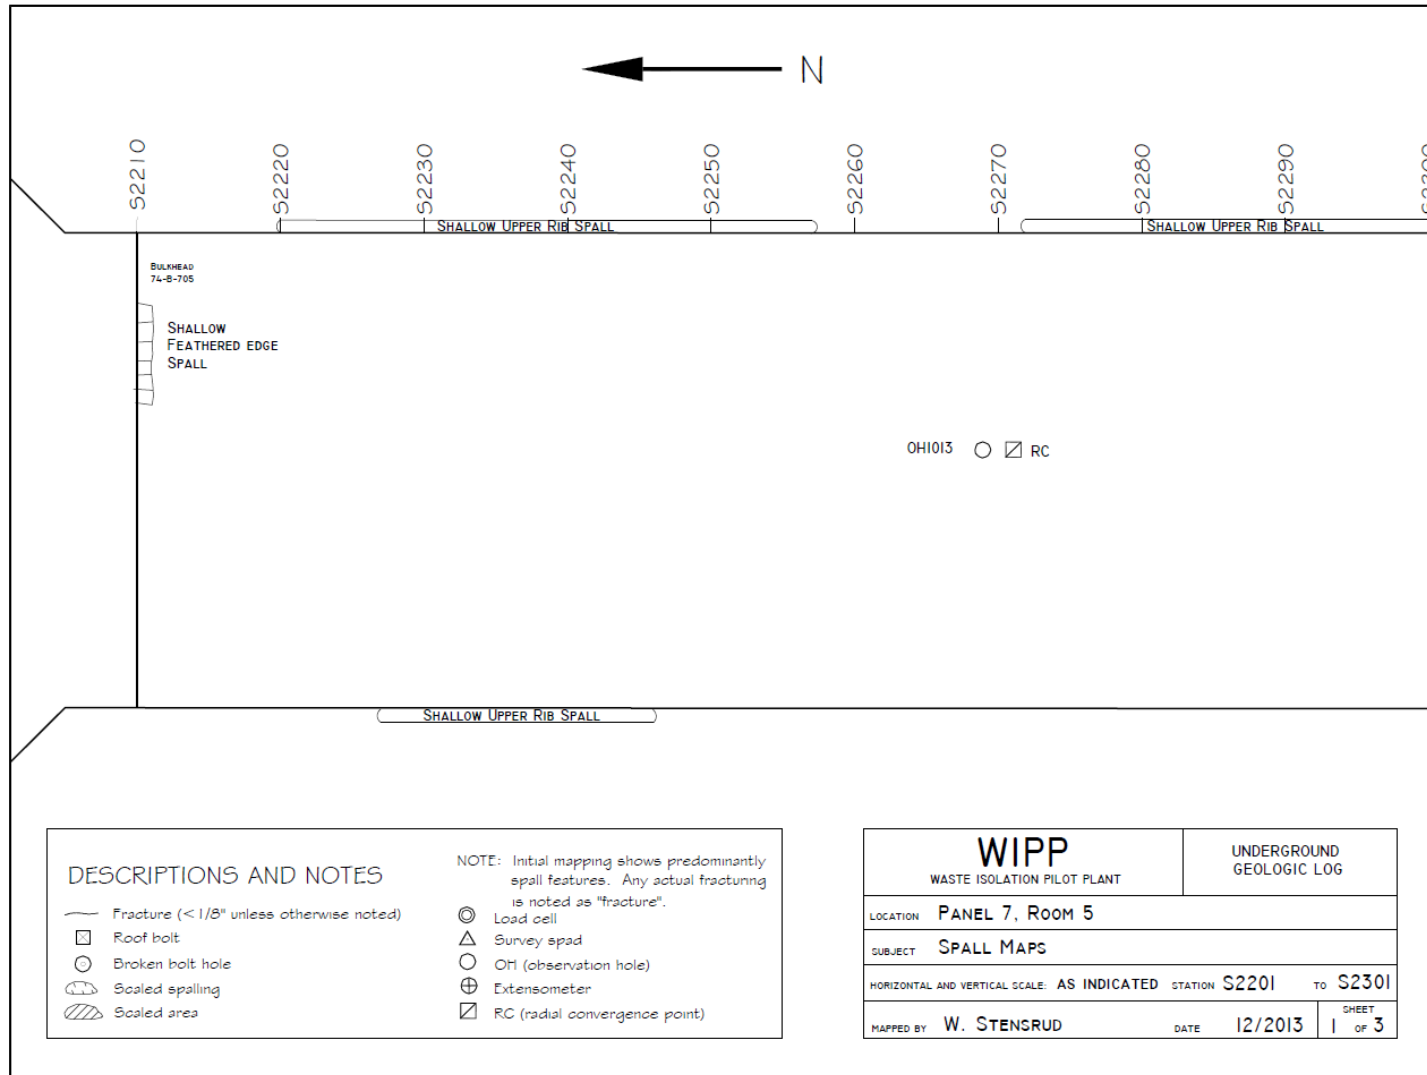 N
S2210
S2220
S2230
S2240
S2250
S2260
S2270
S2280
S2290
S2300
SHALLOW UPPER RIB SPALL
SHALLOW UPPER RIB SPALL
BULKHEAD
74-B-705
SHALLOW
FEATHERED EDGE
SPALL
OH1013
RC
SHALLOW UPPER RIB SPALL
DESCRIPTIONS AND NOTES
Fracture (<1/8" unless otherwise noted)
Roof bolt
Broken bolt hole
Scaled spalling
Scaled area
NOTE: Initial mapping shows predominantly
spall features. Any actual fracturing
is noted as "fracture".
Load cell
Survey spad
OH (observation hole)
Extensometer
RC (radial convergence point)
WIPP
WASTE ISOLATION PILOT PLANT
UNDERGROUND
GEOLOGIC LOG
LOCATION PANEL 7, ROOM 5
SUBJECT SPALL MAPS
HORIZONTAL AND VERTICAL SCALE: AS INDICATED STATION S2201 TO S2301
MAPPED BY W. STENSRUD DATE 12/2013
SHEET
1 OF 3